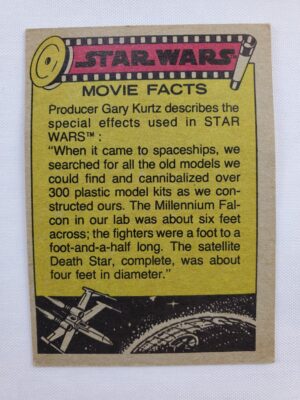 STAR WARS
MOVIE FACTS
Producer Gary Kurtz describes the
special effects used in STAR
WARS™ :
"When it came to spaceships, we
searched for all the old models we
could find and cannibalized over
300 plastic model kits as we con-
structed ours. The Millennium Fal-
con in our lab was about six feet
across; the fighters were a foot to a
foot-and-a-half long. The satellite
Death Star, complete, was about
four feet in diameter."